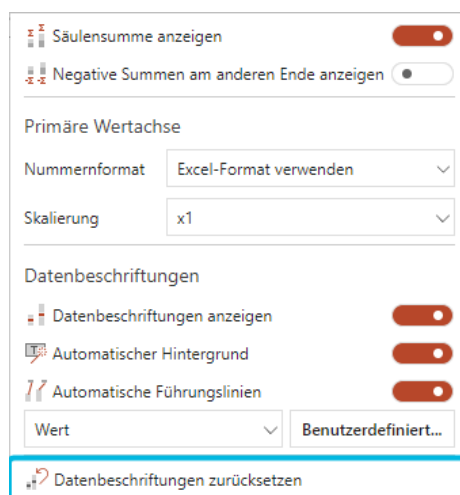 Säulensumme anzeigen
Negative Summen am anderen Ende anzeigen
Primäre Wertachse
Nummernformat Excel-Format verwenden
Skalierung x1
Datenbeschriftungen
Datenbeschriftungen anzeigen
Automatischer Hintergrund
Automatische Führungslinien
Wert Benutzerdefiniert...
Datenbeschriftungen zurücksetzen